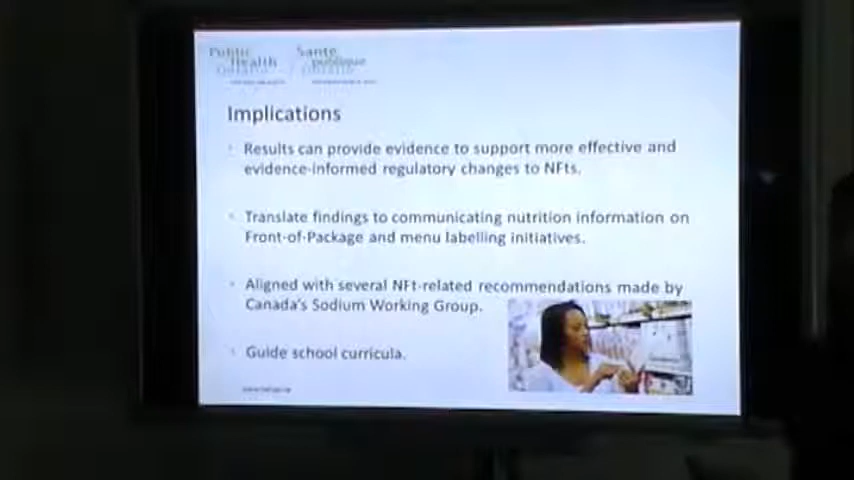 Public Santé
Health publique
Ontario Ontario
Implications
Results can provide evidence to support more effective and
evidence-informed regulatory changes to NFts.
Translate findings to communicating nutrition information on
Front-of-Package and menu labelling initiatives.
Aligned with several NFt-related recommendations made by
Canada's Sodium Working Group.
Guide school curricula.